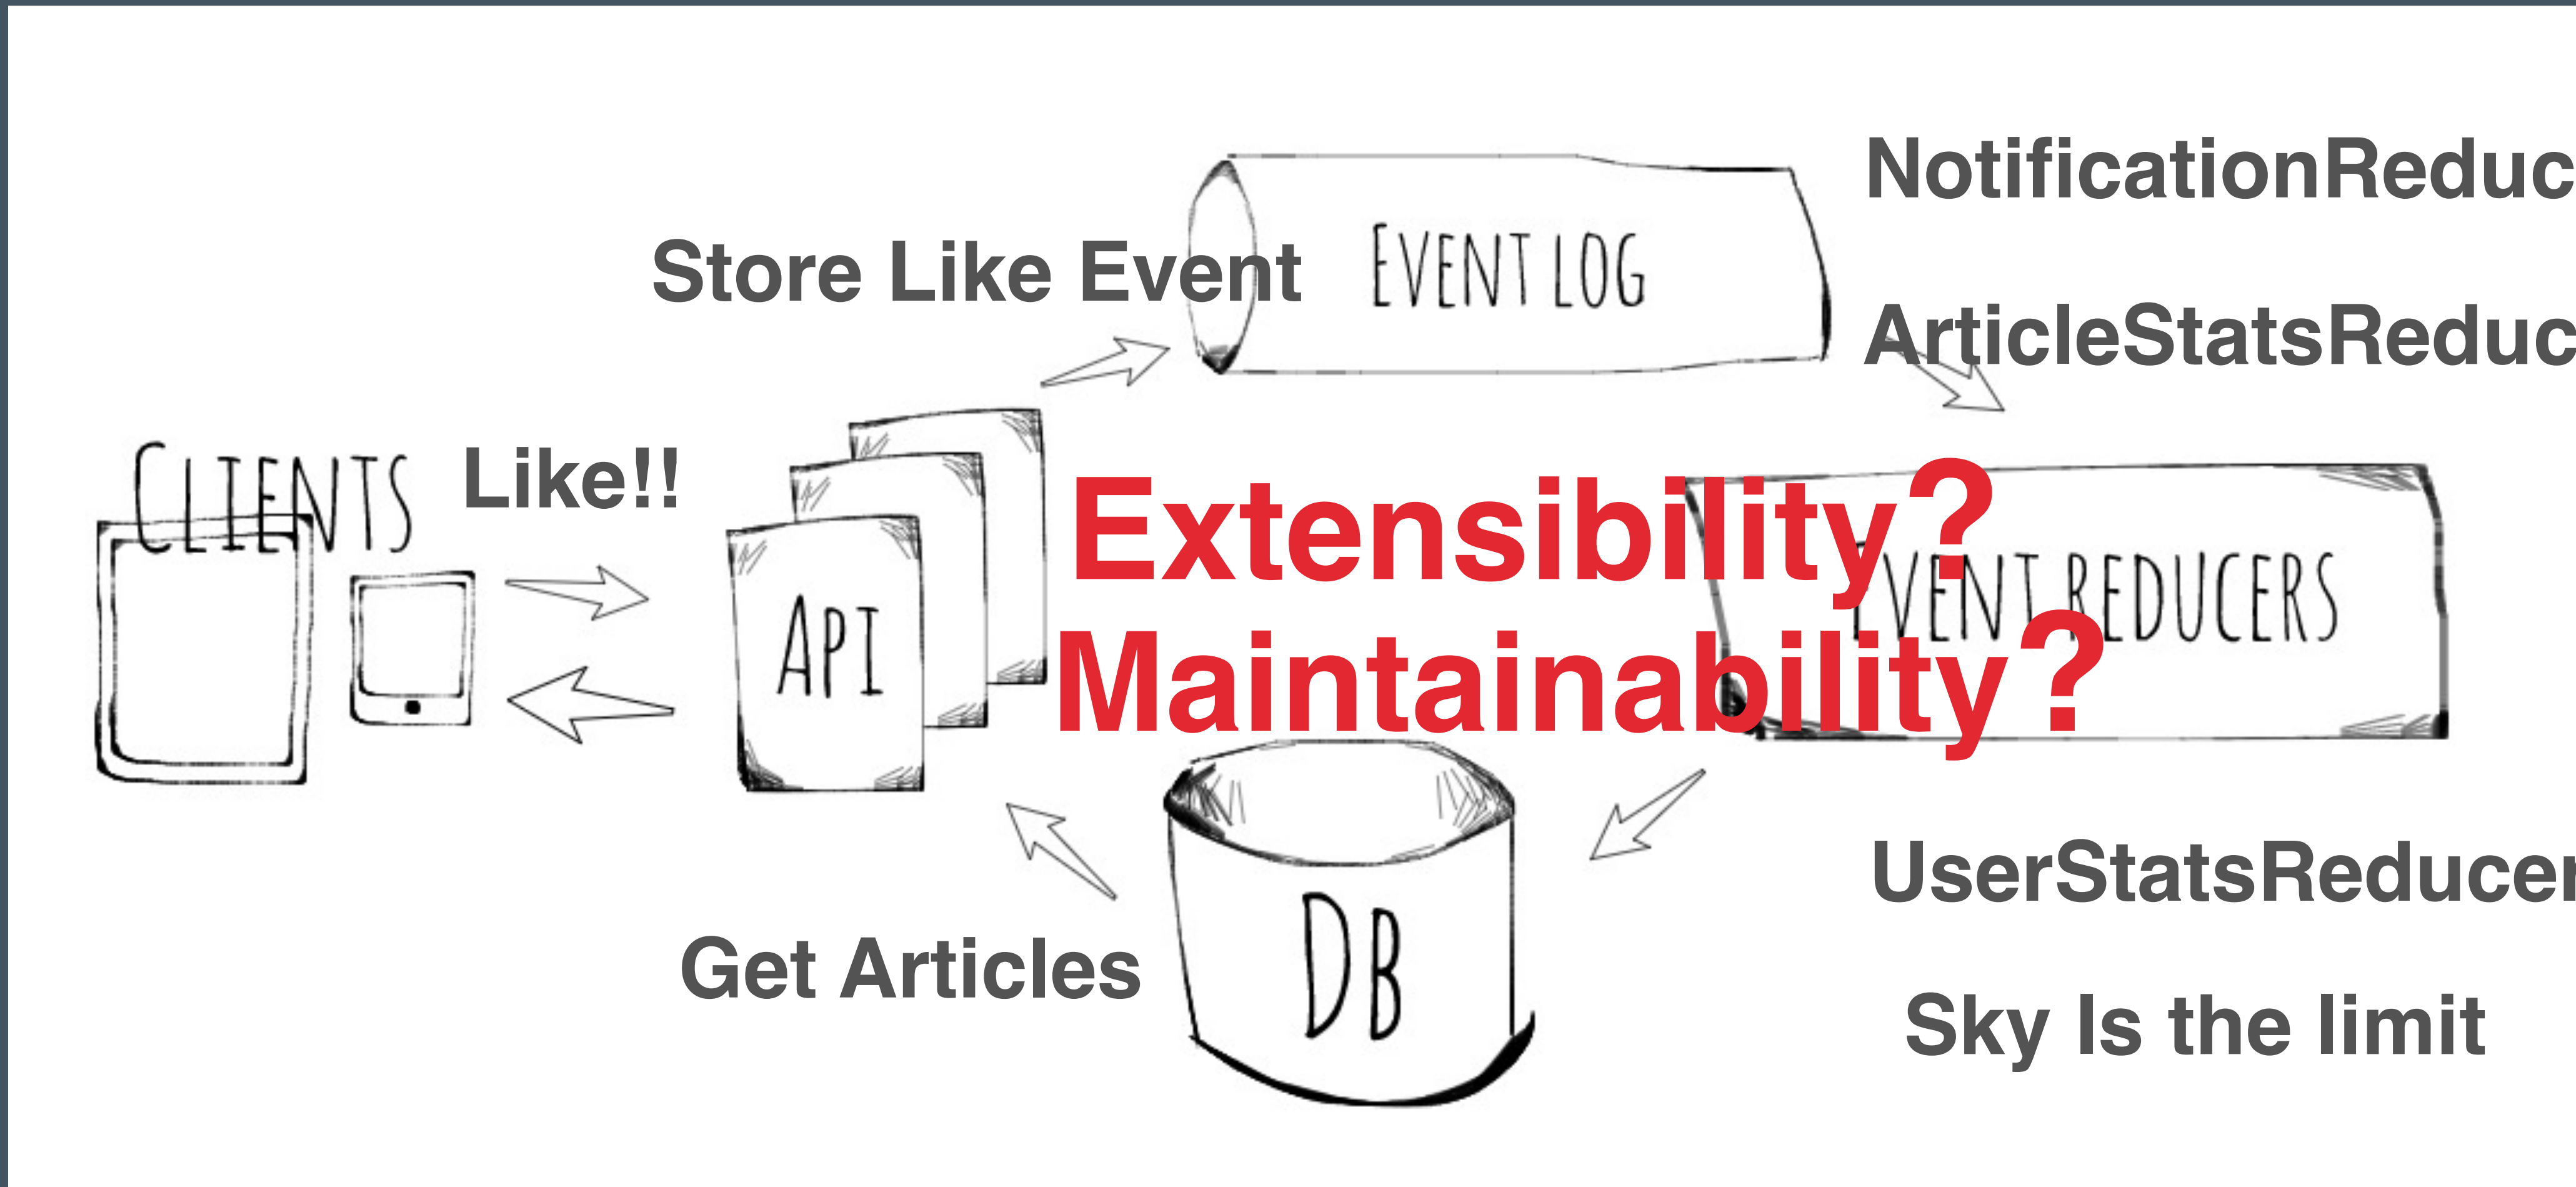 NotificationReduc
Store Like Event
EVENT LOG
ArticleStatsReduc
CLIENTS
Like!!
Extensibility?
EVENT REDUCERS
API
Maintainability?
UserStatsReducer
DB
Get Articles
Sky Is the limit